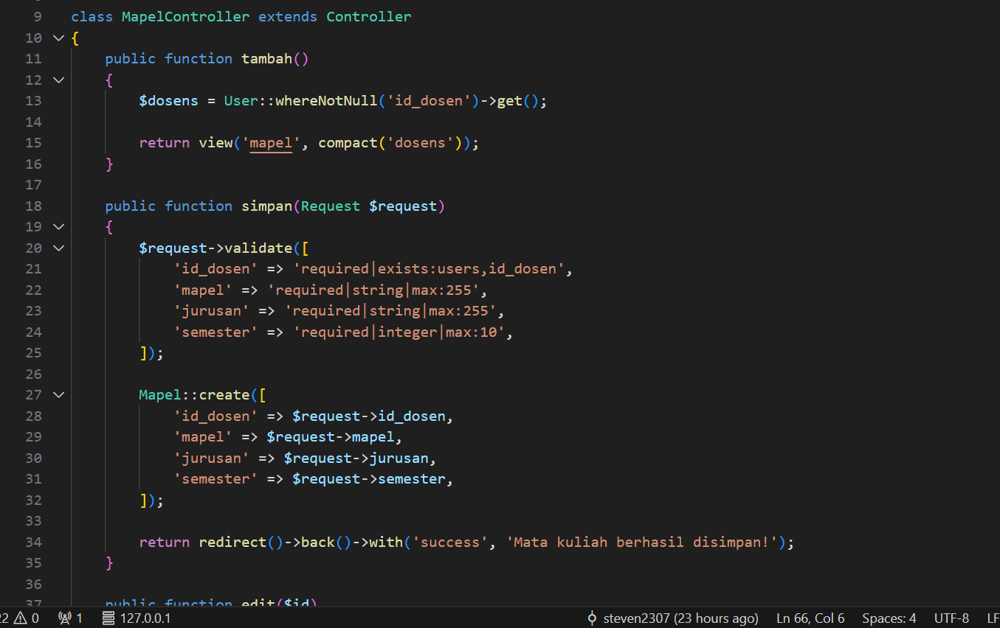 9 class MapelController extends Controller
10 {
11 public function tambah()
12 {
13 $dosens = User::whereNotNull('id_dosen')->get();
14
15 return view('mapel', compact('dosens'));
16 }
17
18 public function simpan(Request $request)
19 {
20 $request->validate([
21 'id_dosen' => 'required|exists:users,id_dosen',
22 'mapel' => 'required|string|max:255',
23 'jurusan' => 'required|string|max:255',
24 'semester' => 'required|integer|max:10',
25 ]);
26
27 Mapel::create([
28 'id_dosen' => $request->id_dosen,
29 'mapel' => $request->mapel,
30 'jurusan' => $request->jurusan,
31 'semester' => $request->semester,
32 ]);
33
34 return redirect()->back()->with('success', 'Mata kuliah berhasil disimpan!');
35 }
36
37 public function edit($id)
22 0 1 127.0.0.1 steven2307 (23 hours ago) Ln 66, Col 6 Spaces: 4 UTF-8 LF